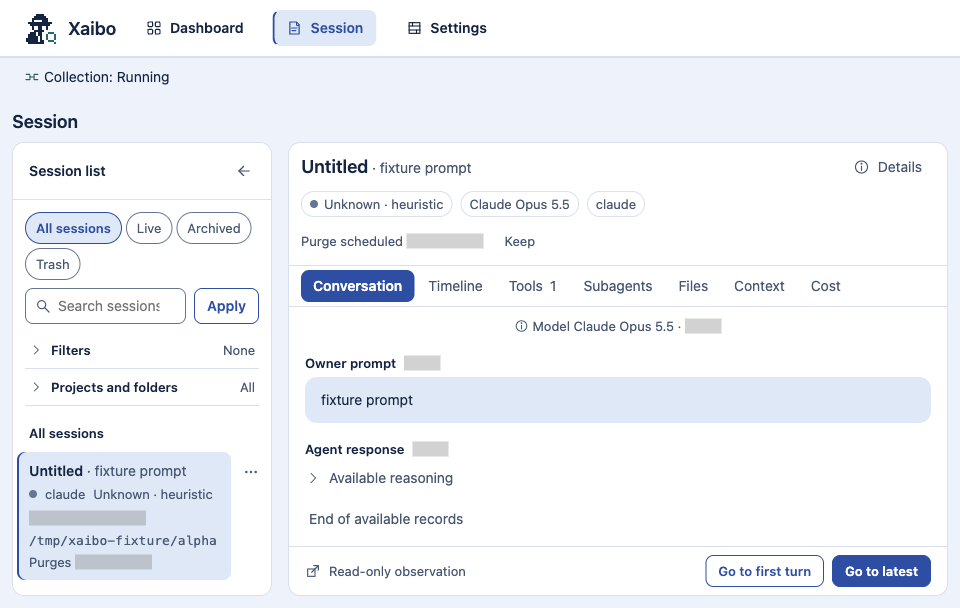 Xaibo
Dashboard
Session
Settings
Collection: Running
Session
Session list
All sessions
Live
Archived
Trash
Search sessions
Apply
Filters None
Projects and folders All
All sessions
Untitled · fixture prompt
claude Unknown · heuristic
/tmp/xaibo-fixture/alpha
Purges
Untitled · fixture prompt
Details
Unknown · heuristic
Claude Opus 5.5
claude
Purge scheduled
Keep
Conversation
Timeline
Tools 1
Subagents
Files
Context
Cost
Model Claude Opus 5.5 ·
Owner prompt
fixture prompt
Agent response
Available reasoning
End of available records
Read-only observation
Go to first turn
Go to latest